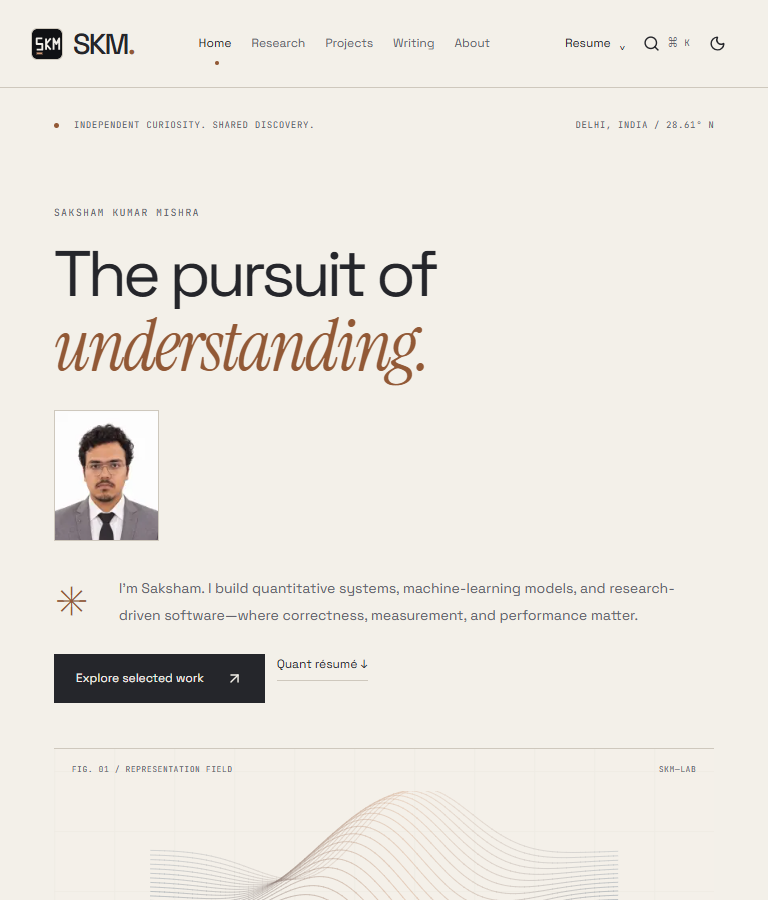 SKM
SKM.
Home
Research
Projects
Writing
About
Resume
⌘ K
INDEPENDENT CURIOSITY. SHARED DISCOVERY.
DELHI, INDIA / 28.61° N
SAKSHAM KUMAR MISHRA
The pursuit of
understanding.
I'm Saksham. I build quantitative systems, machine-learning models, and research-
driven software—where correctness, measurement, and performance matter.
Explore selected work
Quant résumé ↓
FIG. 01 / REPRESENTATION FIELD
SKM—LAB